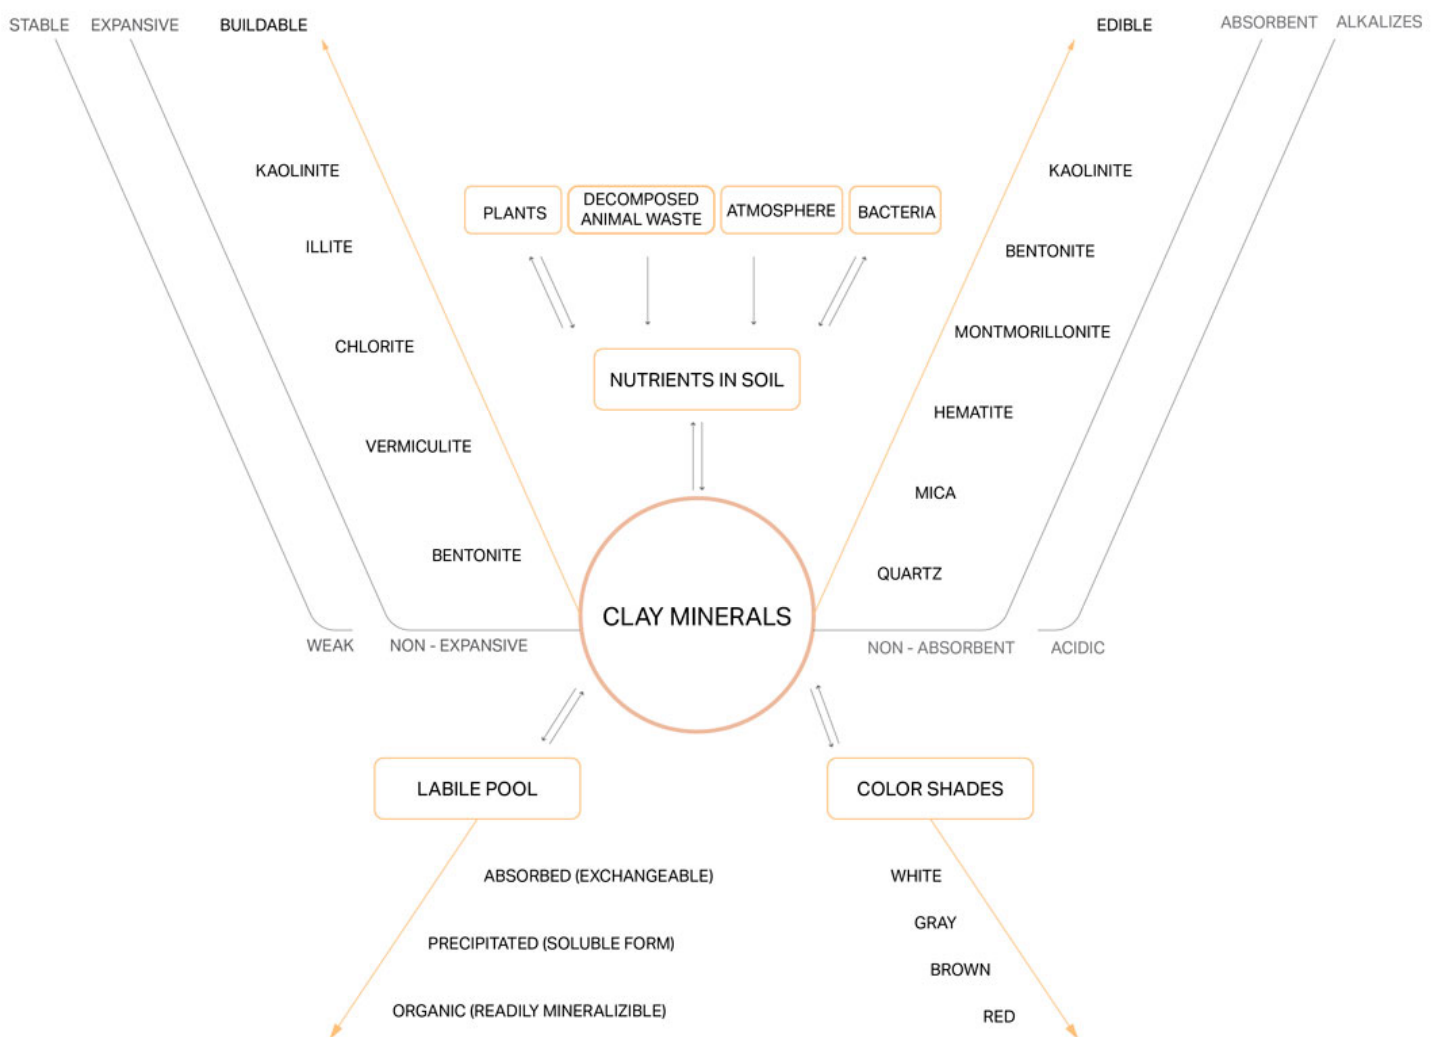 STABLE
EXPANSIVE
BUILDABLE
EDIBLE
ABSORBENT
ALKALIZES
KAOLINITE
ILLITE
CHLORITE
VERMICULITE
BENTONITE
WEAK
NON - EXPANSIVE
PLANTS
DECOMPOSED
ANIMAL WASTE
ATMOSPHERE
BACTERIA
NUTRIENTS IN SOIL
CLAY MINERALS
KAOLINITE
BENTONITE
MONTMORILLONITE
HEMATITE
MICA
QUARTZ
NON - ABSORBENT
ACIDIC
LABILE POOL
ABSORBED (EXCHANGEABLE)
PRECIPITATED (SOLUBLE FORM)
ORGANIC (READILY MINERALIZIBLE)
COLOR SHADES
WHITE
GRAY
BROWN
RED